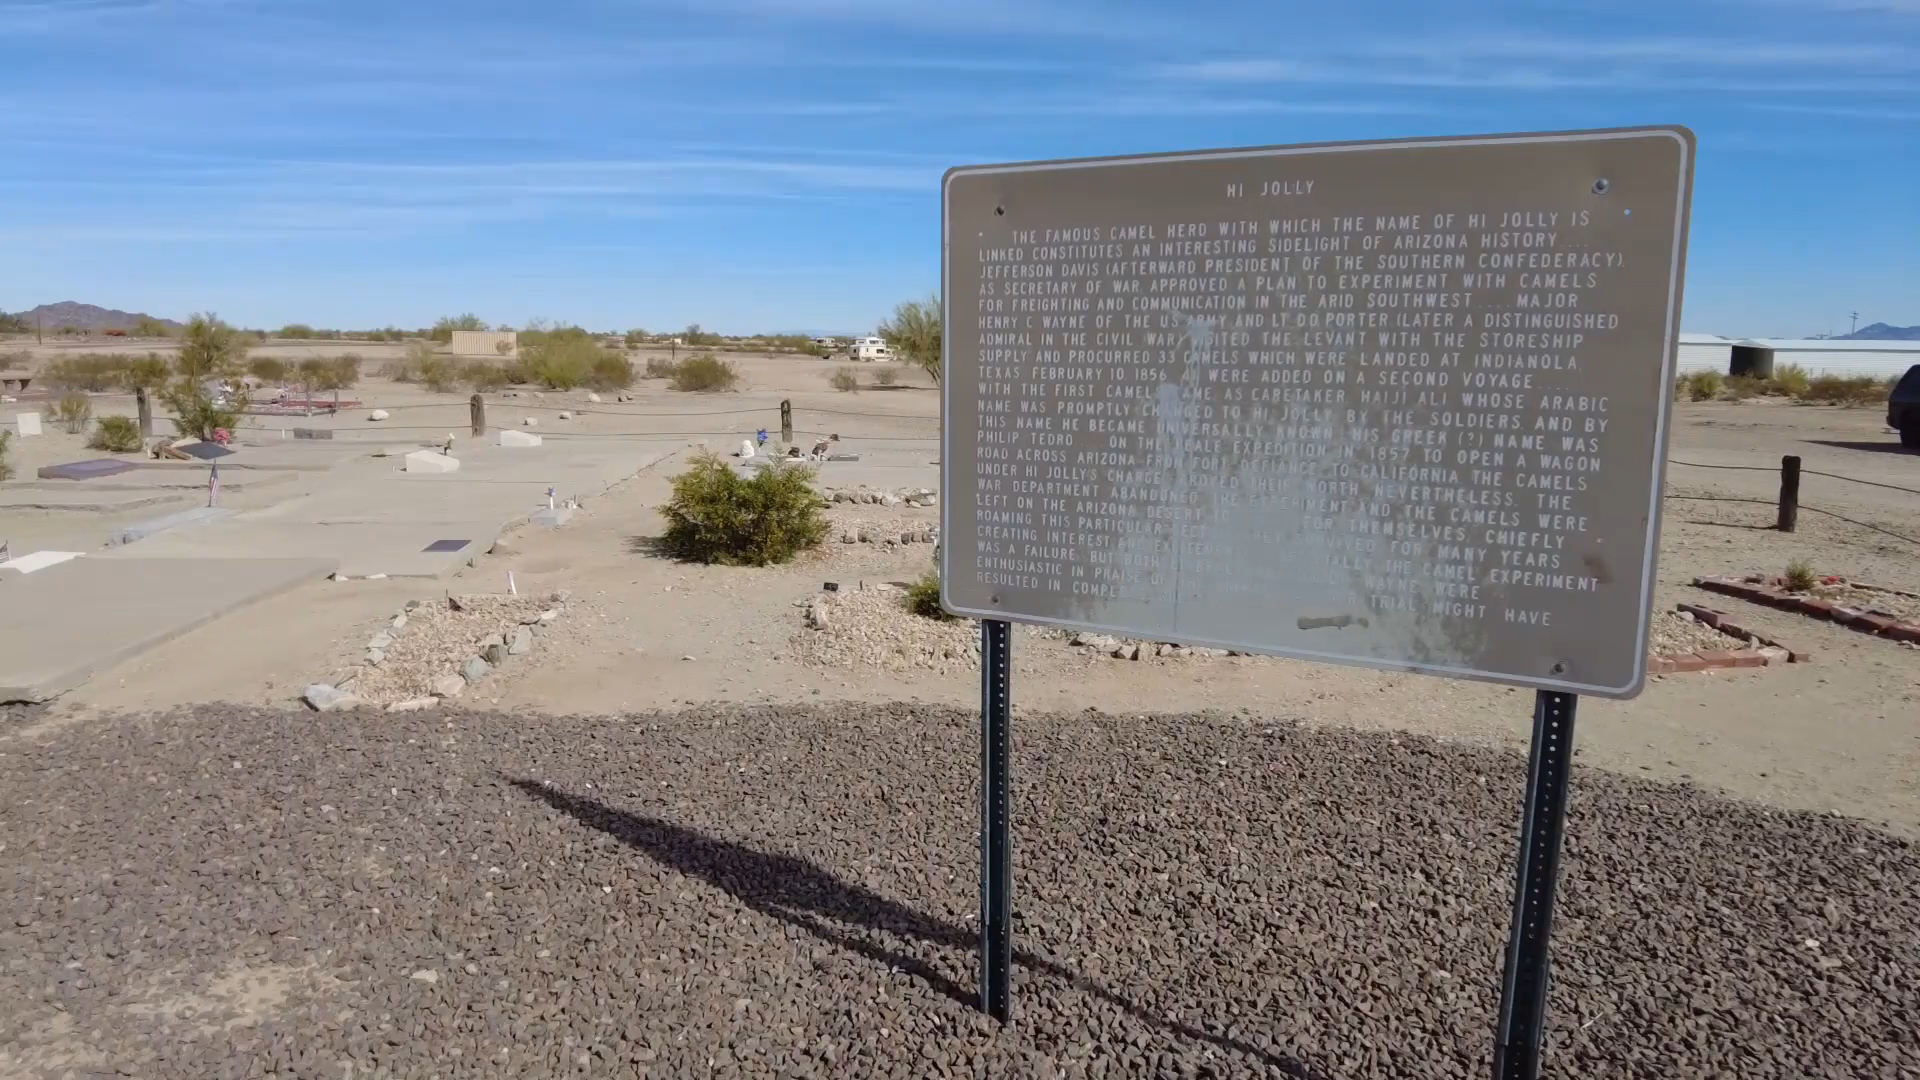 HI JOLLY
THE FAMOUS CAMEL HERD WITH WHICH THE NAME OF HI JOLLY IS
LINKED CONSTITUTES AN INTERESTING SIDELIGHT OF ARIZONA HISTORY....
JEFFERSON DAVIS (AFTERWARD PRESIDENT OF THE SOUTHERN CONFEDERACY),
AS SECRETARY OF WAR, APPROVED A PLAN TO EXPERIMENT WITH CAMELS
FOR FREIGHTING AND COMMUNICATION IN THE ARID SOUTHWEST.... MAJOR
HENRY C WAYNE OF THE US ARMY AND LT D.D. PORTER (LATER A DISTINGUISHED
ADMIRAL IN THE CIVIL WAR) VISITED THE LEVANT WITH THE STORESHIP
SUPPLY AND PROCURRED 33 CAMELS WHICH WERE LANDED AT INDIANOLA,
TEXAS FEBRUARY 10 1856 WERE ADDED ON A SECOND VOYAGE....
WITH THE FIRST CAMELS CAME AS CARETAKER, HAIJI ALI WHOSE ARABIC
NAME WAS PROMPTLY CHANGED TO HI JOLLY BY THE SOLDIERS, AND BY
THIS NAME HE BECAME UNIVERSALLY KNOWN. HIS GREEK (?) NAME WAS
PHILIP TEDRO.... ON THE BEALE EXPEDITION IN 1857 TO OPEN A WAGON
ROAD ACROSS ARIZONA FROM FORT DEFIANCE TO CALIFORNIA, THE CAMELS
UNDER HI JOLLY'S CHARGE PROVED THEIR WORTH. NEVERTHELESS, THE
WAR DEPARTMENT ABANDONED THE EXPERIMENT AND THE CAMELS WERE
LEFT ON THE ARIZONA DESERT TO FOR THEMSELVES, CHIEFLY
ROAMING THIS PARTICULAR SECTION SURVIVED FOR MANY YEARS
CREATING INTEREST AND EXCITEMENT THE CAMEL EXPERIMENT
WAS A FAILURE, BUT BOTH WAYNE WERE
ENTHUSIASTIC IN PRAISE OF TRIAL MIGHT HAVE
RESULTED IN COMPLETE